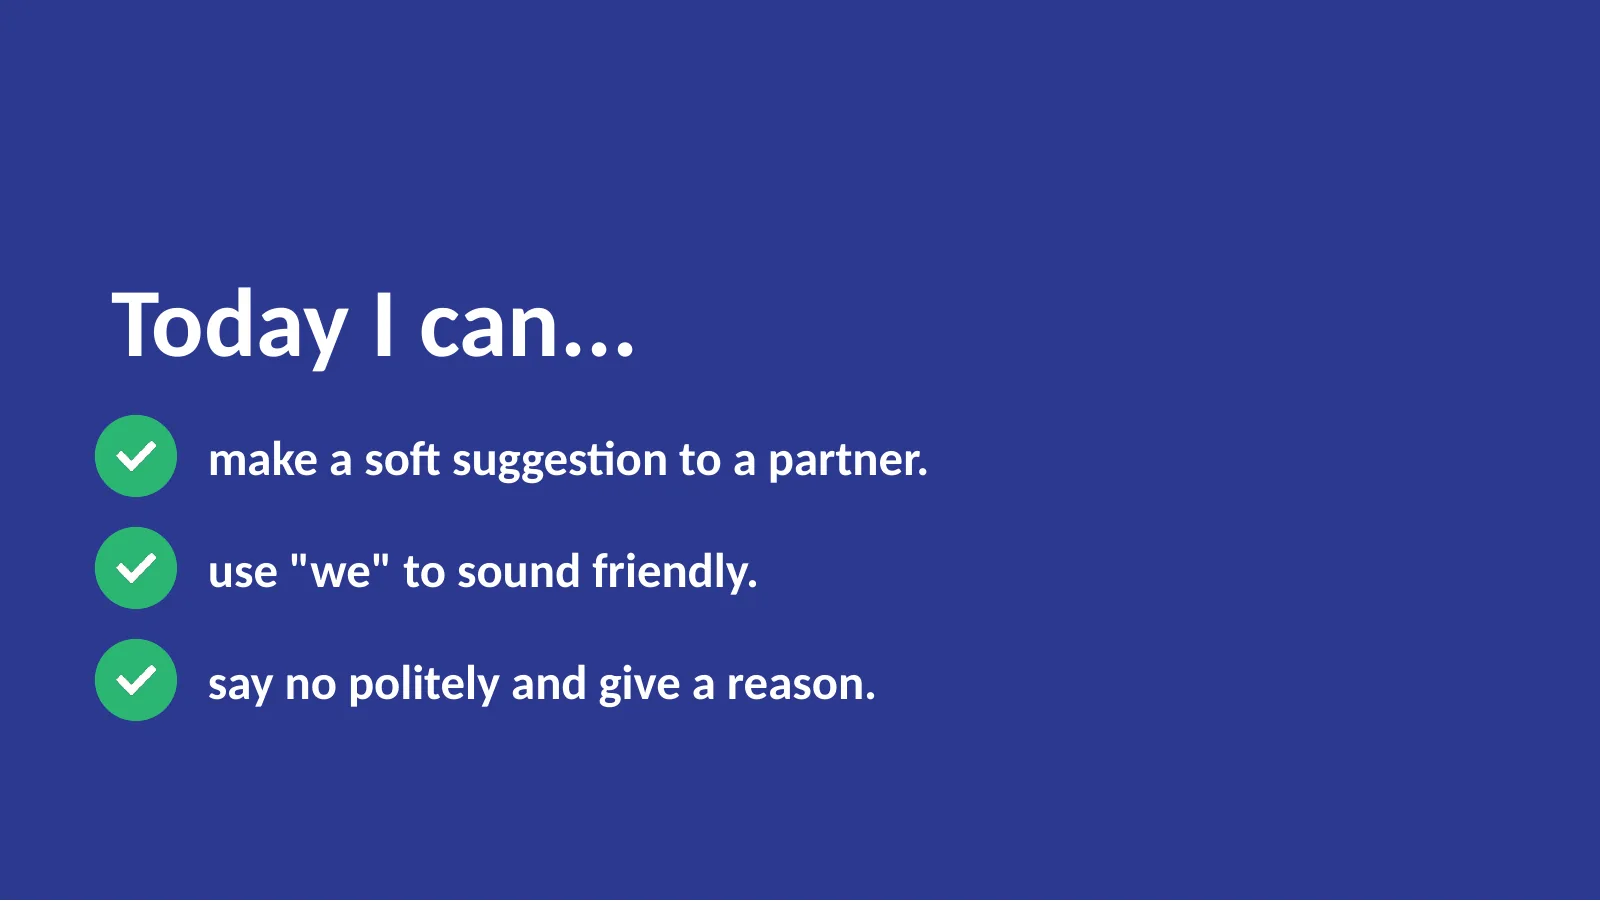 Today I can...
make a soft suggestion to a partner.
use "we" to sound friendly.
say no politely and give a reason.